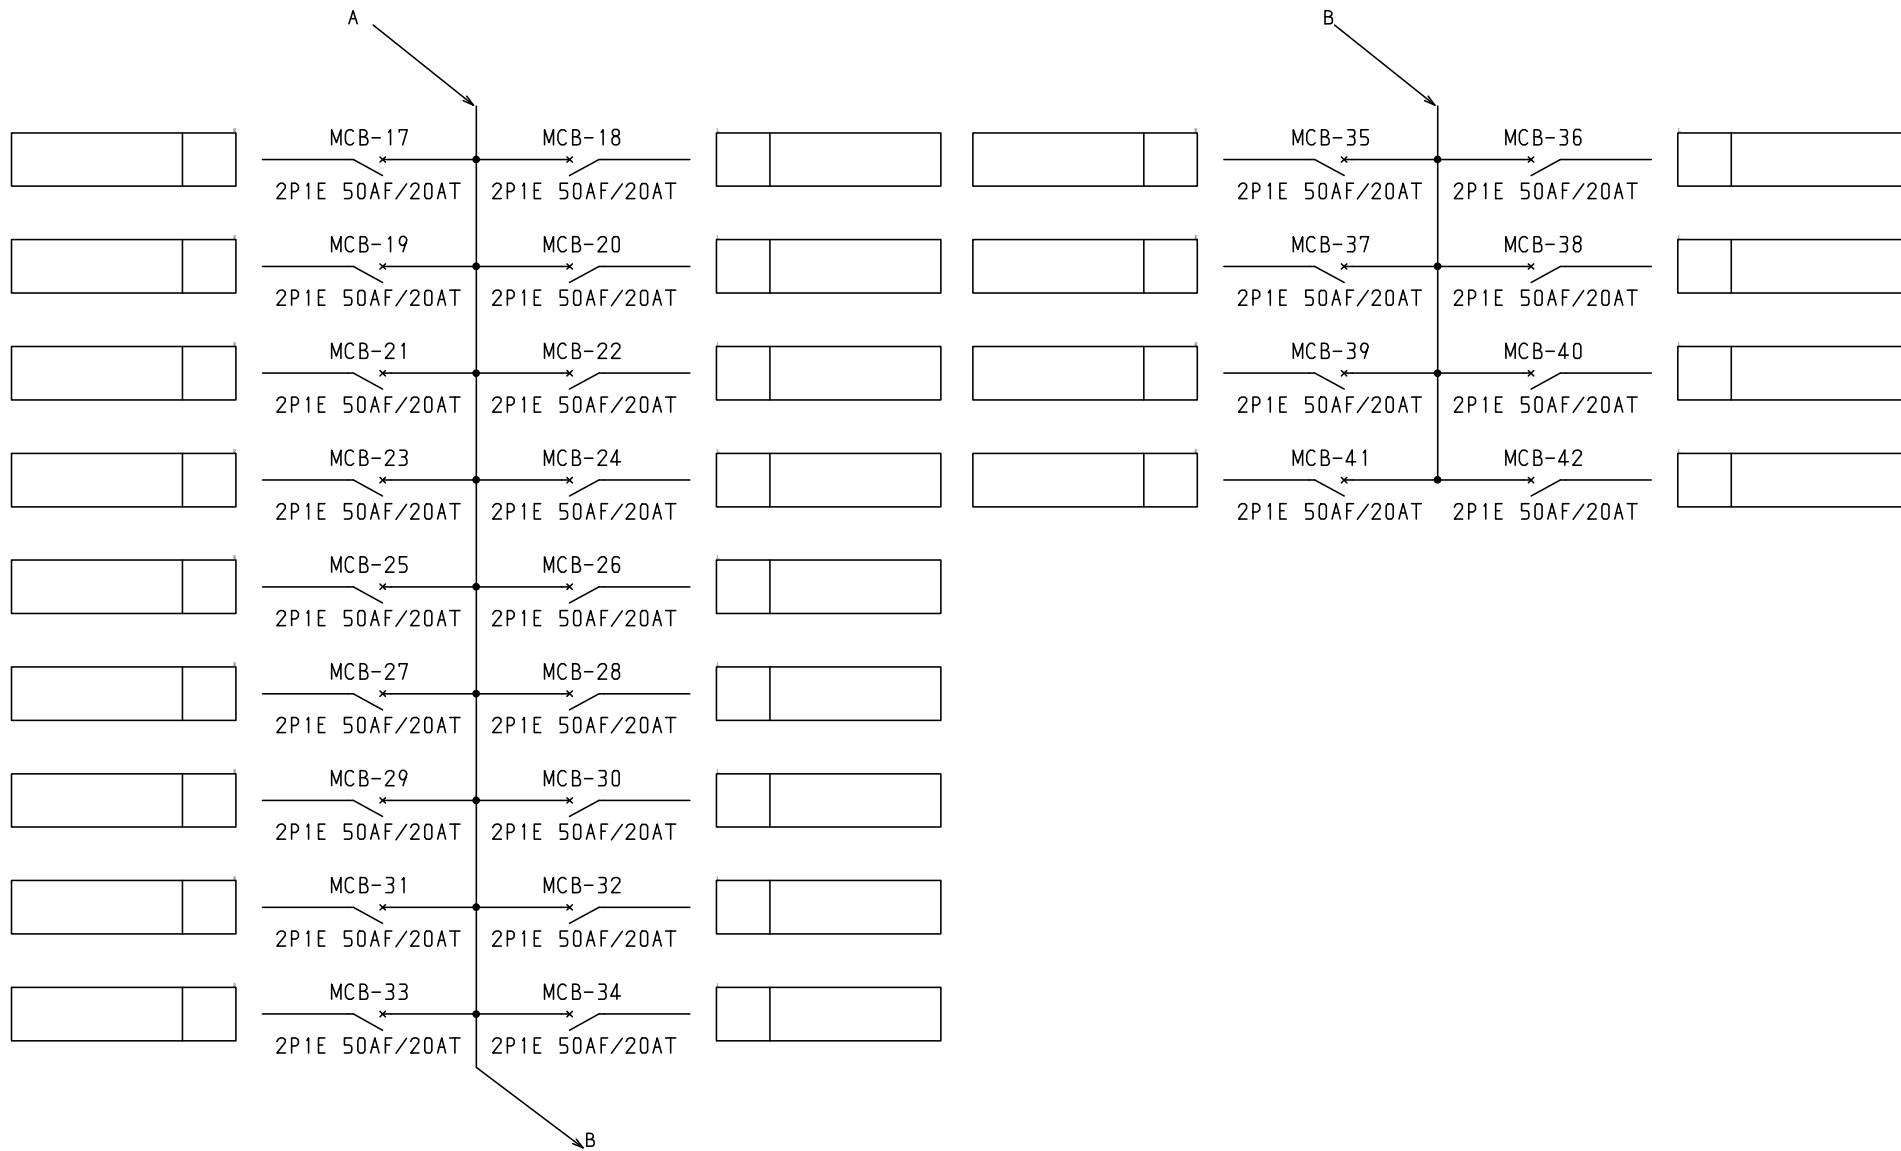 A
MCB-17 MCB-18
2P1E 50AF/20AT 2P1E 50AF/20AT
MCB-19 MCB-20
2P1E 50AF/20AT 2P1E 50AF/20AT
MCB-21 MCB-22
2P1E 50AF/20AT 2P1E 50AF/20AT
MCB-23 MCB-24
2P1E 50AF/20AT 2P1E 50AF/20AT
MCB-25 MCB-26
2P1E 50AF/20AT 2P1E 50AF/20AT
MCB-27 MCB-28
2P1E 50AF/20AT 2P1E 50AF/20AT
MCB-29 MCB-30
2P1E 50AF/20AT 2P1E 50AF/20AT
MCB-31 MCB-32
2P1E 50AF/20AT 2P1E 50AF/20AT
MCB-33 MCB-34
2P1E 50AF/20AT 2P1E 50AF/20AT
B
B
MCB-35 MCB-36
2P1E 50AF/20AT 2P1E 50AF/20AT
MCB-37 MCB-38
2P1E 50AF/20AT 2P1E 50AF/20AT
MCB-39 MCB-40
2P1E 50AF/20AT 2P1E 50AF/20AT
MCB-41 MCB-42
2P1E 50AF/20AT 2P1E 50AF/20AT